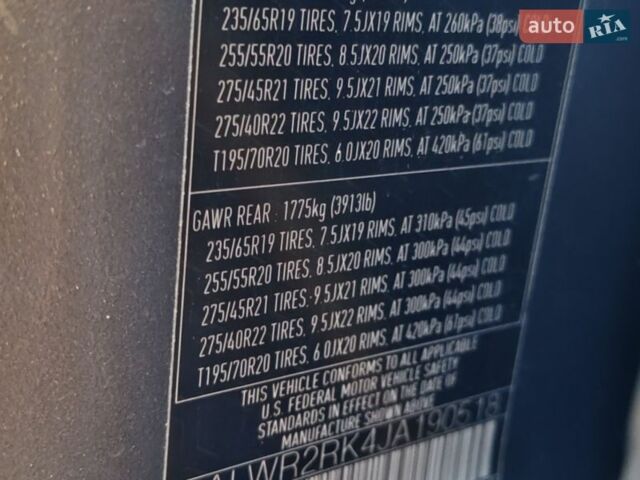 auto RIA .com
235/65R19 TIRES, 7.5JX19 RIMS, AT 260kPa (38psi) COLD
255/55R20 TIRES, 8.5JX20 RIMS, AT 250kPa (37psi) COLD
275/45R21 TIRES, 9.5JX21 RIMS, AT 250kPa (37psi) COLD
275/40R22 TIRES, 9.5JX22 RIMS, AT 250kPa (37psi) COLD
T195/70R20 TIRES, 6.0JX20 RIMS, AT 420kPa (61psi) COLD
GAWR REAR : 1775kg (3913lb)
235/65R19 TIRES, 7.5JX19 RIMS, AT 310kPa (45psi) COLD
255/55R20 TIRES, 8.5JX20 RIMS, AT 300kPa (44psi) COLD
275/45R21 TIRES, 9.5JX21 RIMS, AT 300kPa (44psi) COLD
275/40R22 TIRES, 9.5JX22 RIMS, AT 300kPa (44psi) COLD
T195/70R20 TIRES, 6.0JX20 RIMS, AT 420kPa (61psi) COLD
THIS VEHICLE CONFORMS TO ALL APPLICABLE
U.S. FEDERAL MOTOR VEHICLE SAFETY
STANDARDS IN EFFECT ON THE DATE
MANUFACTURE SHOWN ABOVE
ALWR2RK4JA190518